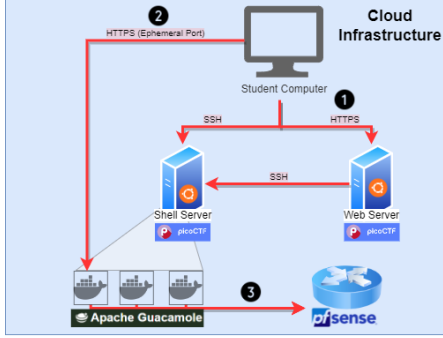 Cloud
Infrastructure
2
HTTPS (Ephemeral Port)
Student Computer
1
SSH
HTTPS
SSH
Shell Server
Web Server
picoCTF
picoCTF
3
Apache Guacamole
pfsense